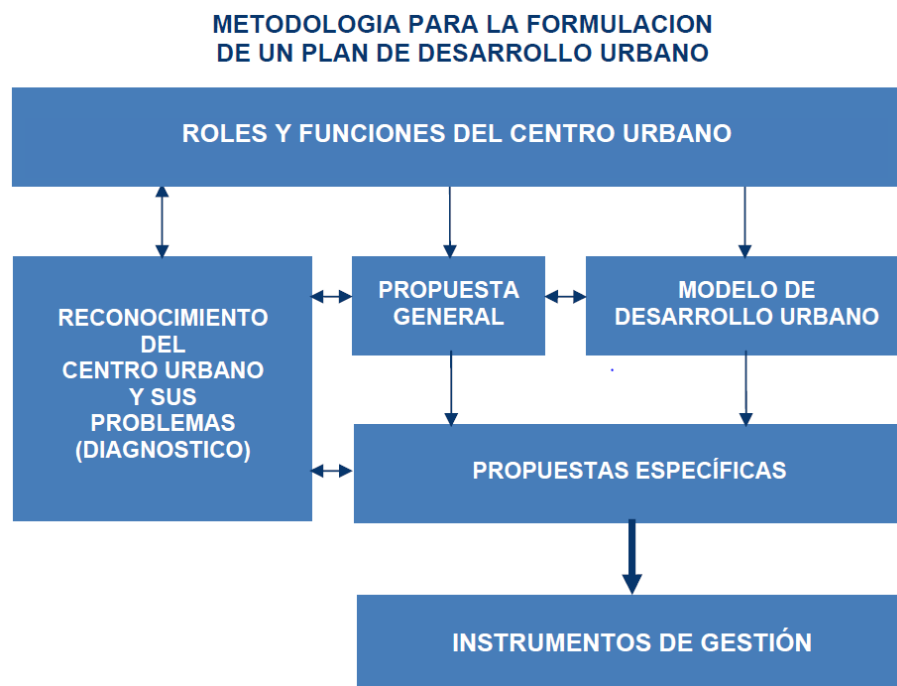 METODOLOGIA PARA LA FORMULACION
DE UN PLAN DE DESARROLLO URBANO
ROLES Y FUNCIONES DEL CENTRO URBANO
RECONOCIMIENTO
DEL
CENTRO URBANO
Y SUS
PROBLEMAS
(DIAGNOSTICO)
PROPUESTA
GENERAL
MODELO DE
DESARROLLO URBANO
PROPUESTAS ESPECÍFICAS
INSTRUMENTOS DE GESTIÓN